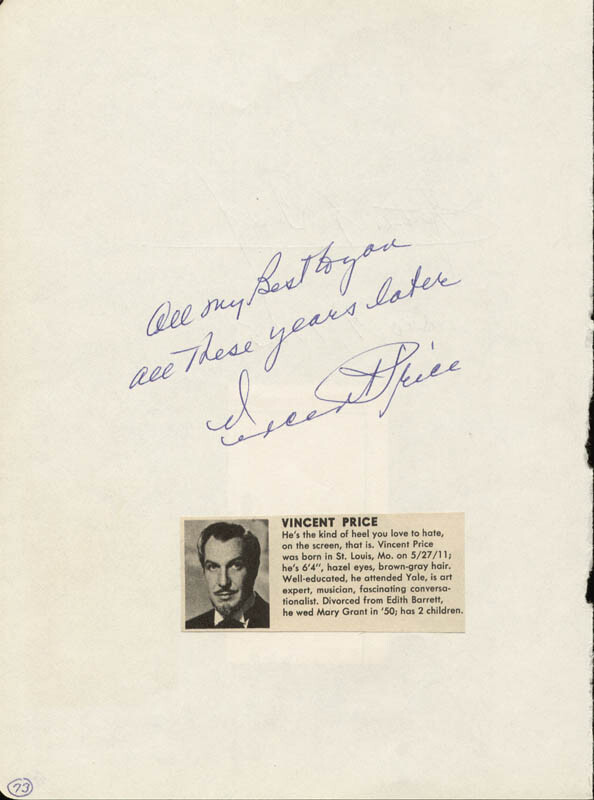 All my Best to you
all These years later
Vincent Price
VINCENT PRICE
He's the kind of heel you love to hate,
on the screen, that is. Vincent Price
was born in St. Louis, Mo. on 5/27/11;
he's 6'4", hazel eyes, brown-gray hair.
Well-educated, he attended Yale, is art
expert, musician, fascinating conversa-
tionalist. Divorced from Edith Barrett,
he wed Mary Grant in '50; has 2 children.
73